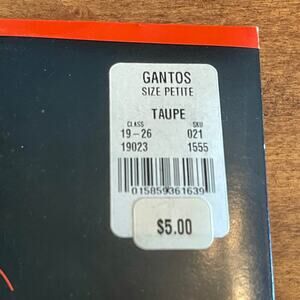 GANTOS
SIZE PETITE
TAUPE
CLASS SKU
19-26 021
19023 1555
015859361639
$5.00